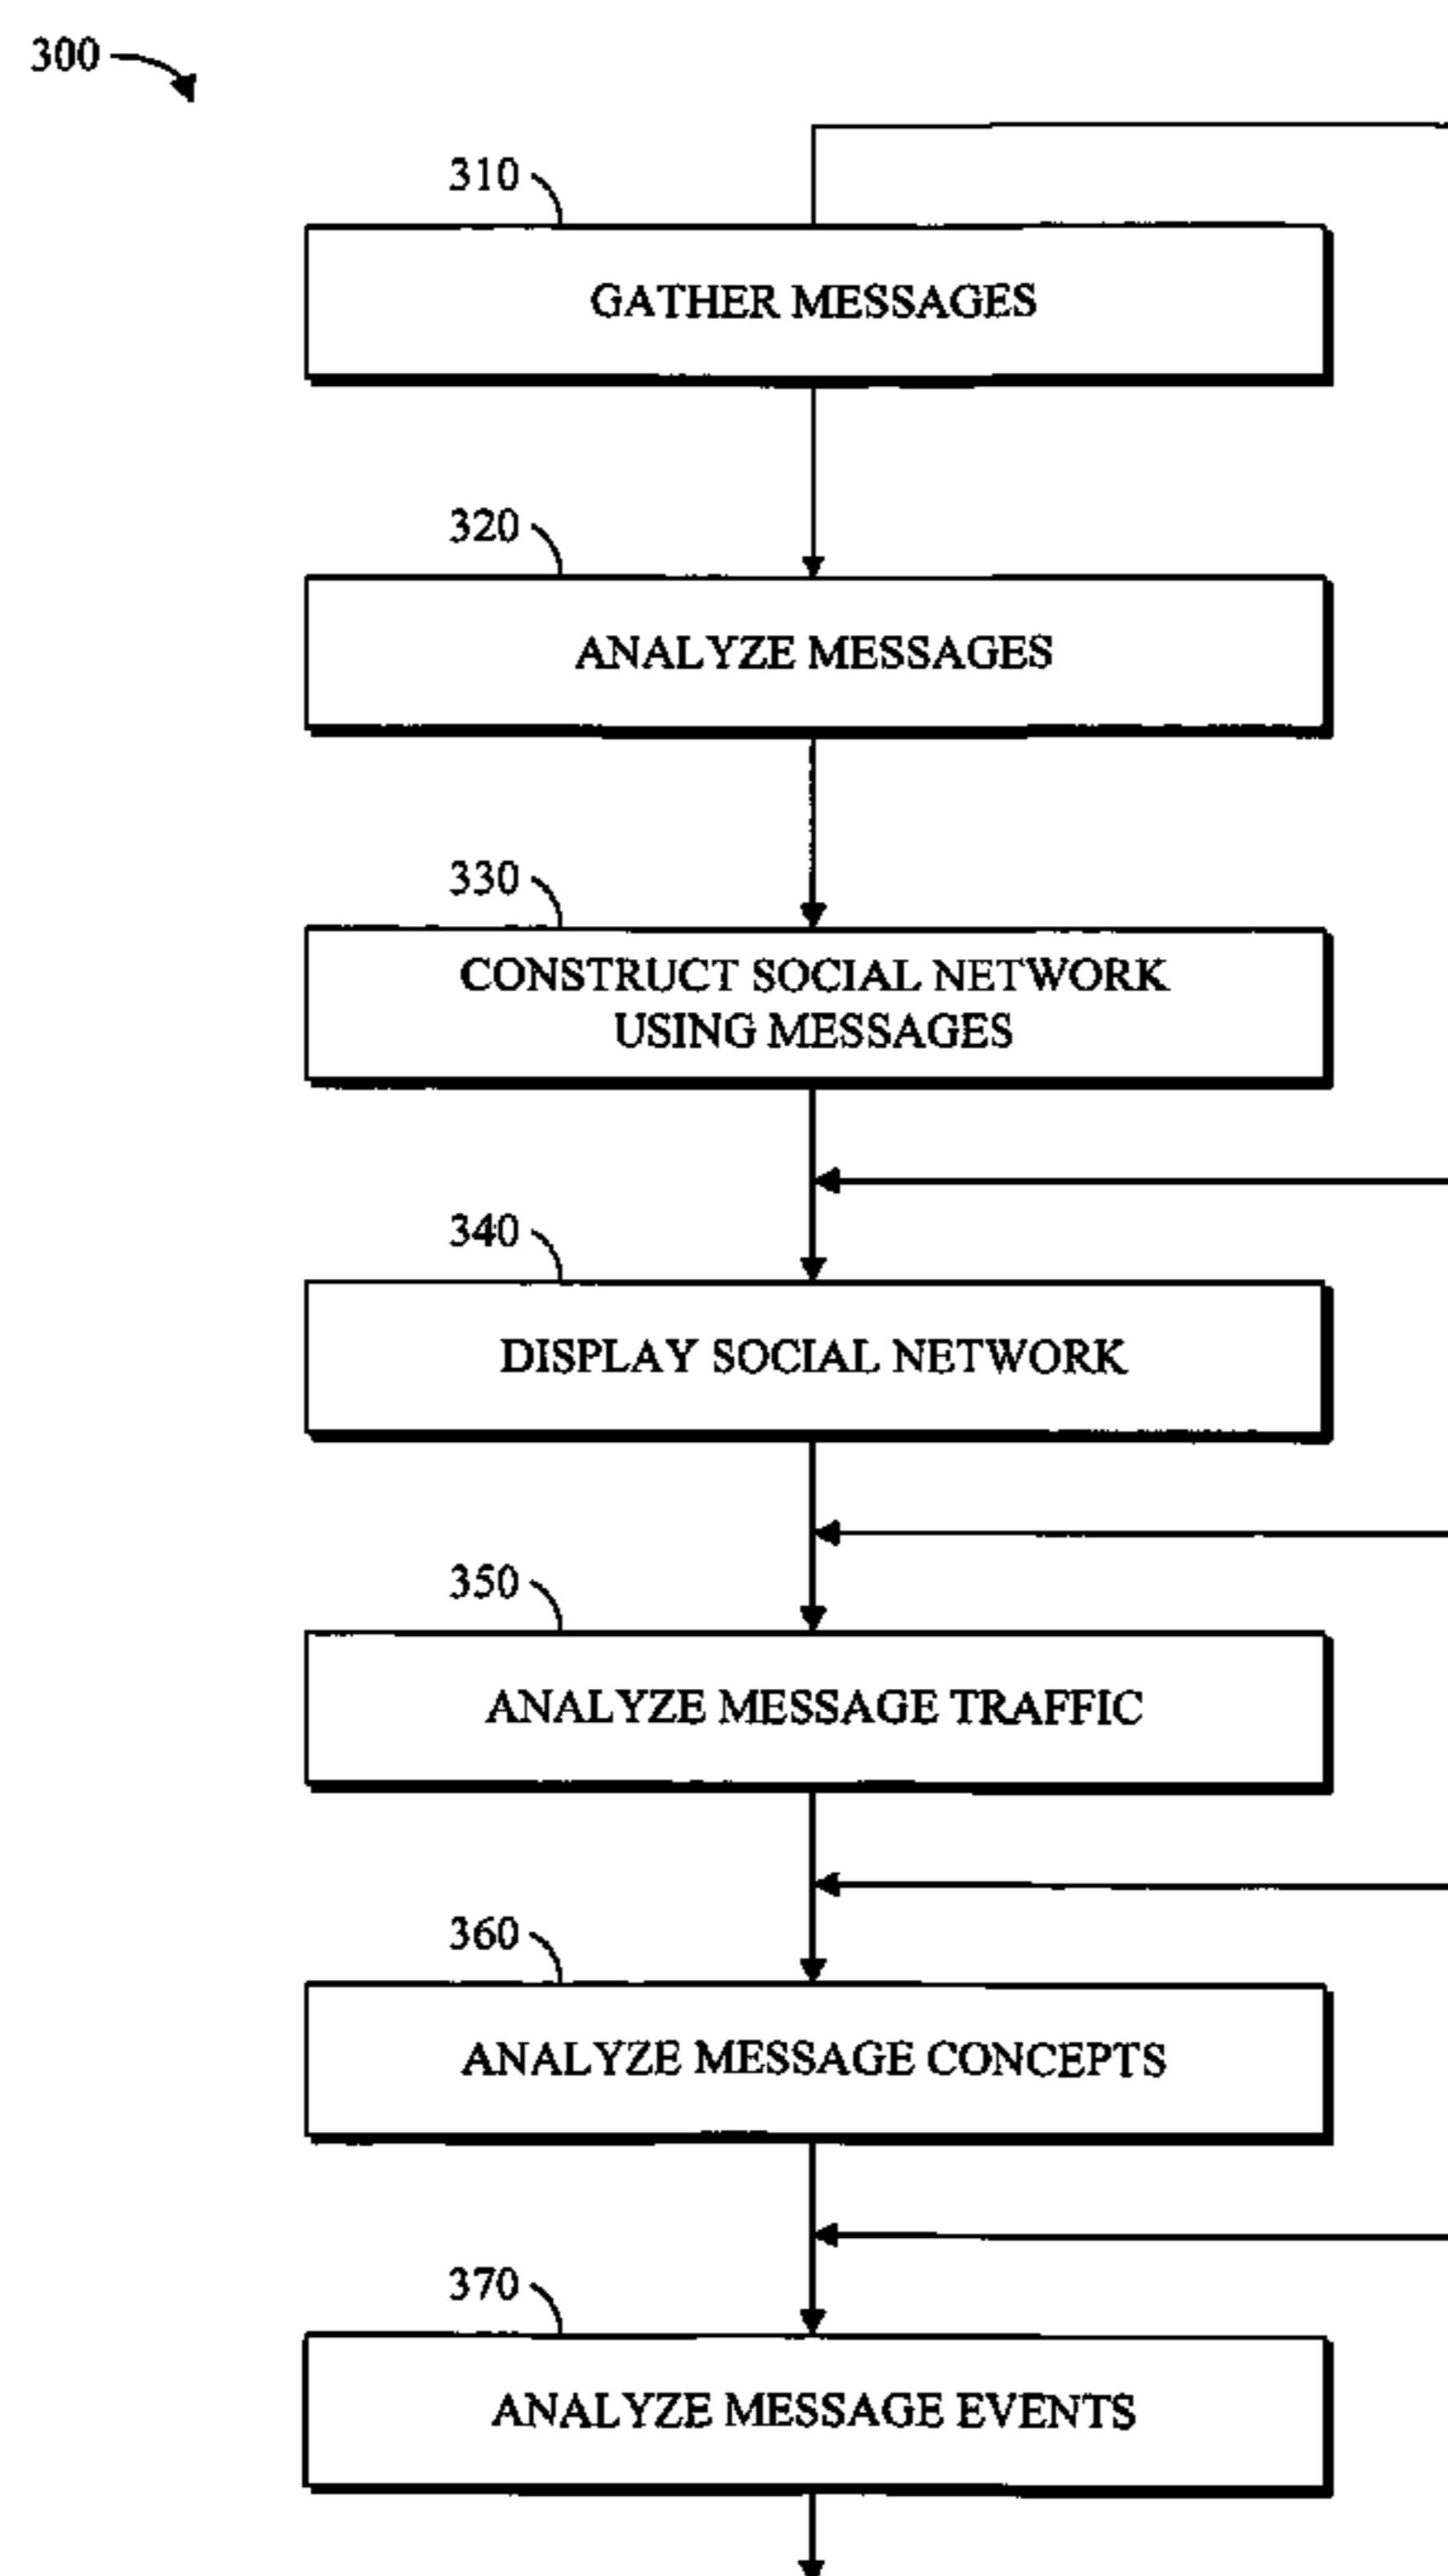 300
310
GATHER MESSAGES
320
ANALYZE MESSAGES
330
CONSTRUCT SOCIAL NETWORK
USING MESSAGES
340
DISPLAY SOCIAL NETWORK
350
ANALYZE MESSAGE TRAFFIC
360
ANALYZE MESSAGE CONCEPTS
370
ANALYZE MESSAGE EVENTS